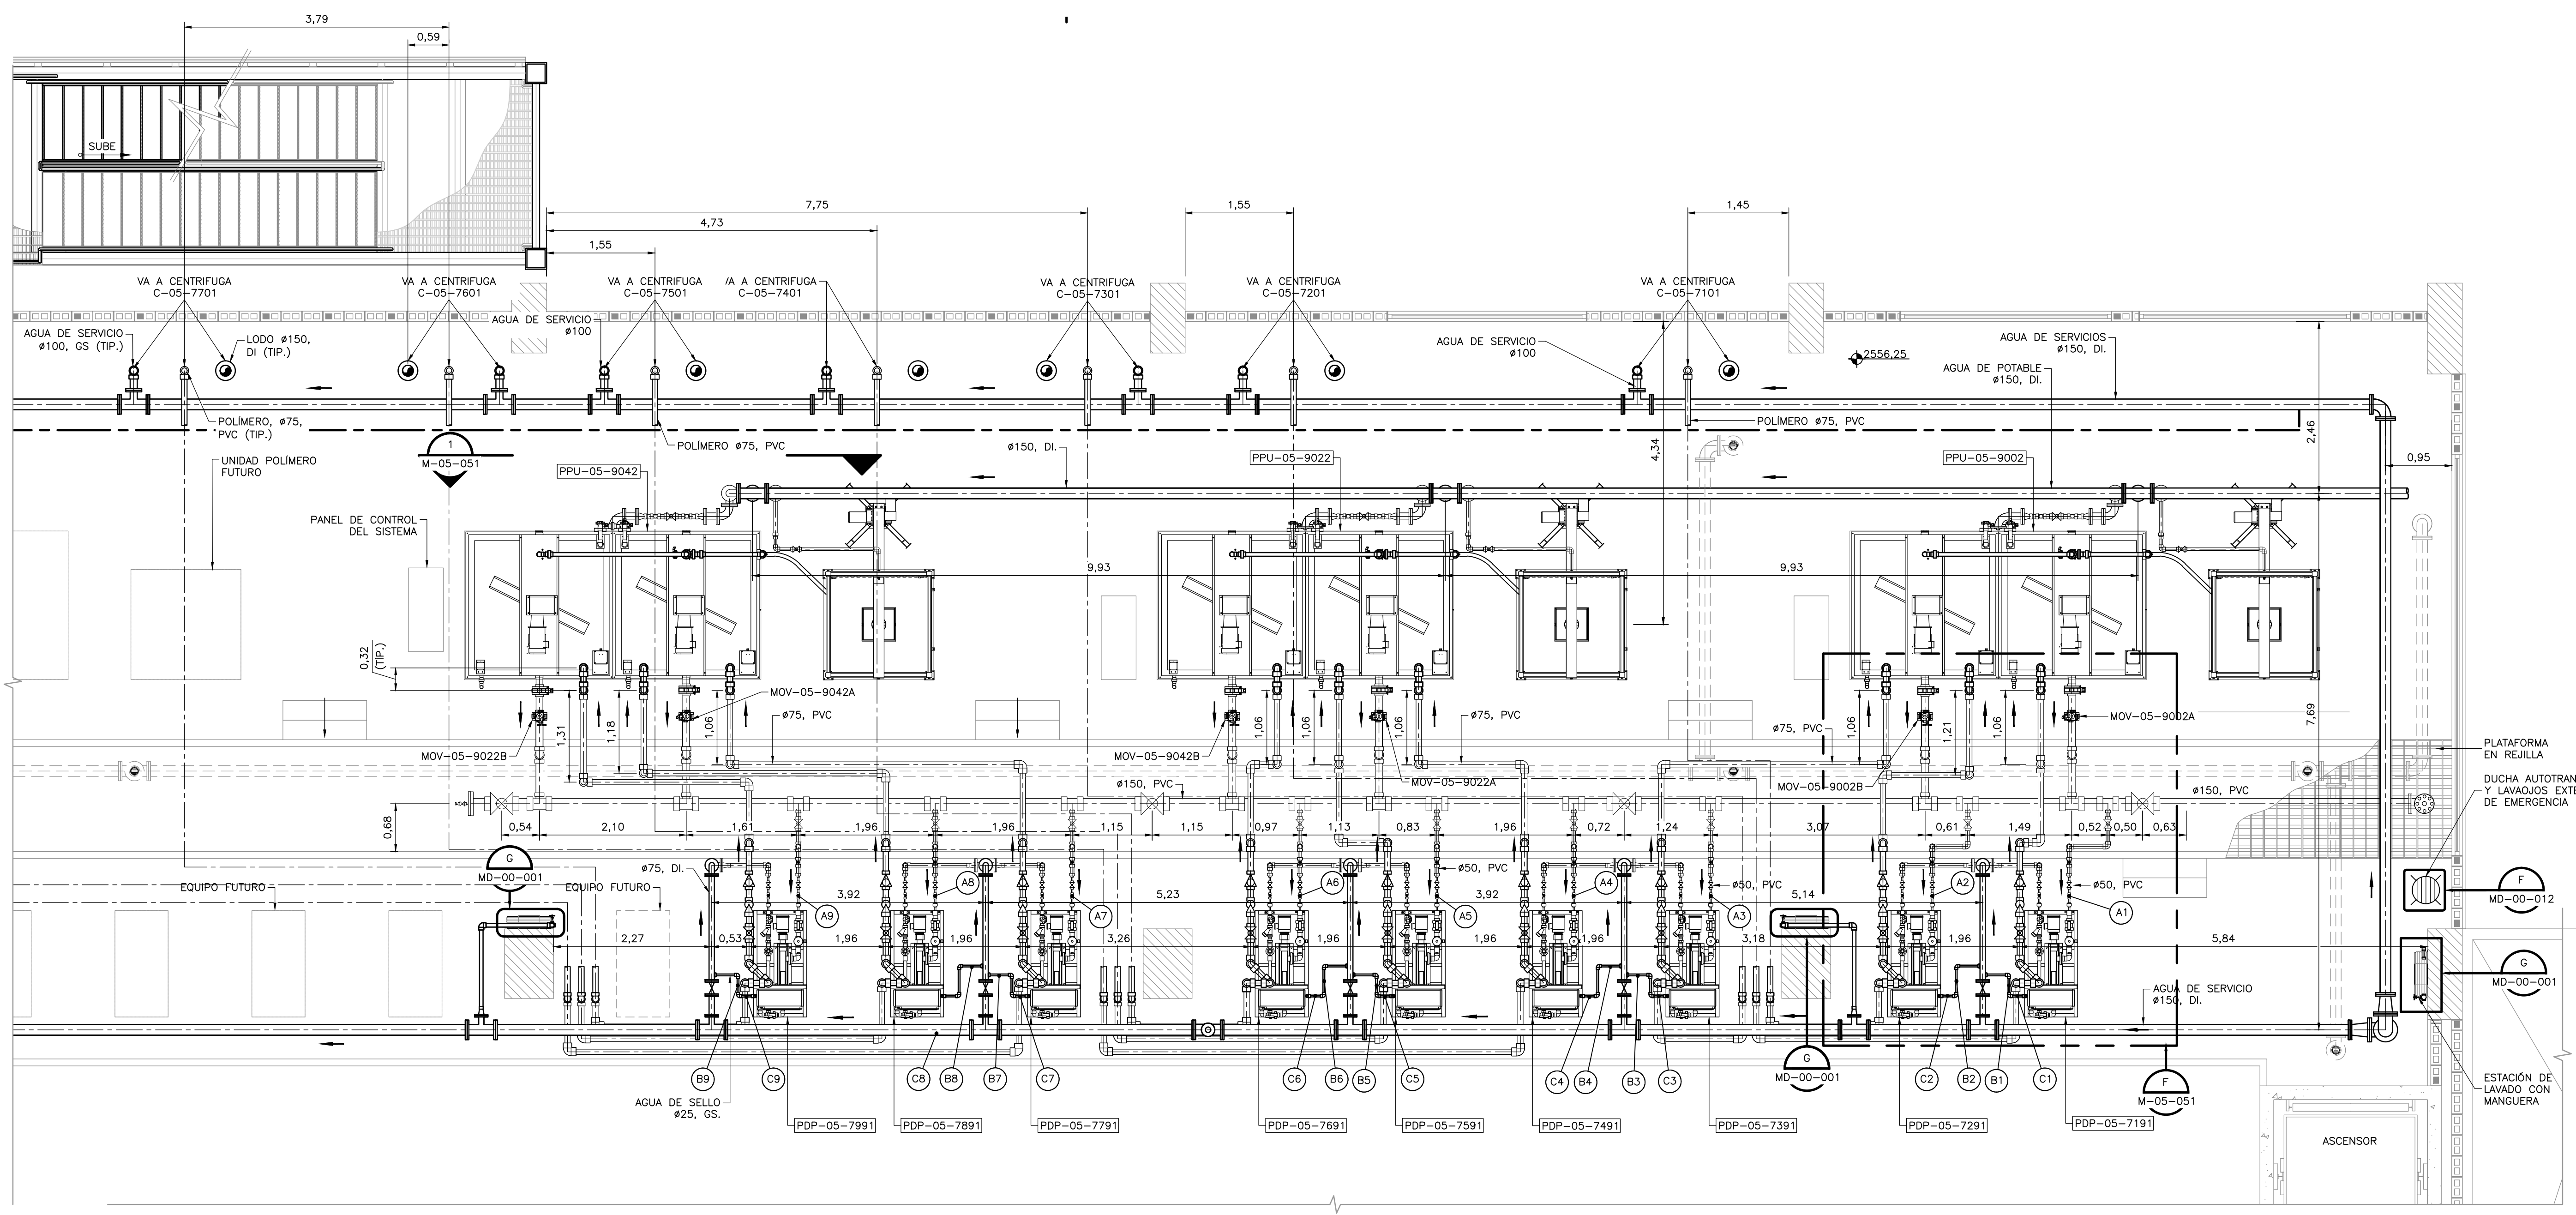 3,79
0,59
SUBE
7,75
4,73
1,55
1,55
1,45
VA A CENTRIFUGA
C-05-7701
VA A CENTRIFUGA
C-05-7601
VA A CENTRIFUGA
C-05-7501
/A A CENTRIFUGA
C-05-7401
VA A CENTRIFUGA
C-05-7301
VA A CENTRIFUGA
C-05-7201
VA A CENTRIFUGA
C-05-7101
AGUA DE SERVICIO
ø100, GS (TIP.)
LODO ø150,
DI (TIP.)
AGUA DE SERVICIO
ø100
AGUA DE SERVICIO
ø100
2556,25
AGUA DE SERVICIOS
ø150, DI.
AGUA DE POTABLE
ø150, DI.
POLÍMERO, ø75,
PVC (TIP.)
1
M-05-051
POLÍMERO ø75, PVC
POLÍMERO ø75, PVC
ø150, DI.
4,34
2,46
0,95
UNIDAD POLÍMERO
FUTURO
PPU-05-9042
PPU-05-9022
PPU-05-9002
PANEL DE CONTROL
DEL SISTEMA
9,93
9,93
0,32
(TIP.)
MOV-05-9042A
ø75, PVC
1,31
1,18
1,06
MOV-05-9022B
1,06
1,06
1,06
ø75, PVC
MOV-05-9042B
MOV-05-9022A
ø75, PVC
1,06
1,21
1,06
MOV-05-9002A
MOV-05-9002B
7,69
PLATAFORMA
EN REJILLA
DUCHA AUTOTRAN
Y LAVAOJOS EXTE
DE EMERGENCIA
ø150, PVC
ø150, PVC
0,68
0,54
2,10
1,61
1,96
1,96
1,15
1,15
0,97
1,13
0,83
1,96
0,72
1,24
3,07
0,61
1,49
0,52
0,50
0,63
G
MD-00-001
ø75, DI.
ø50, PVC
ø50, PVC
ø50, PVC
EQUIPO FUTURO
EQUIPO FUTURO
3,92
5,23
3,92
5,14
A9
A8
A7
A6
A5
A4
A3
A2
A1
F
MD-00-012
2,27
0,53
1,96
1,96
3,26
1,96
1,96
1,96
3,18
1,96
5,84
G
MD-00-001
AGUA DE SERVICIO
ø150, DI.
B9
C9
C8
B8
B7
C7
C6
B6
B5
C5
C4
B4
B3
C3
G
MD-00-001
C2
B2
B1
C1
F
M-05-051
AGUA DE SELLO
ø25, GS.
ESTACIÓN DE
LAVADO CON
MANGUERA
PDP-05-7991
PDP-05-7891
PDP-05-7791
PDP-05-7691
PDP-05-7591
PDP-05-7491
PDP-05-7391
PDP-05-7291
PDP-05-7191
ASCENSOR